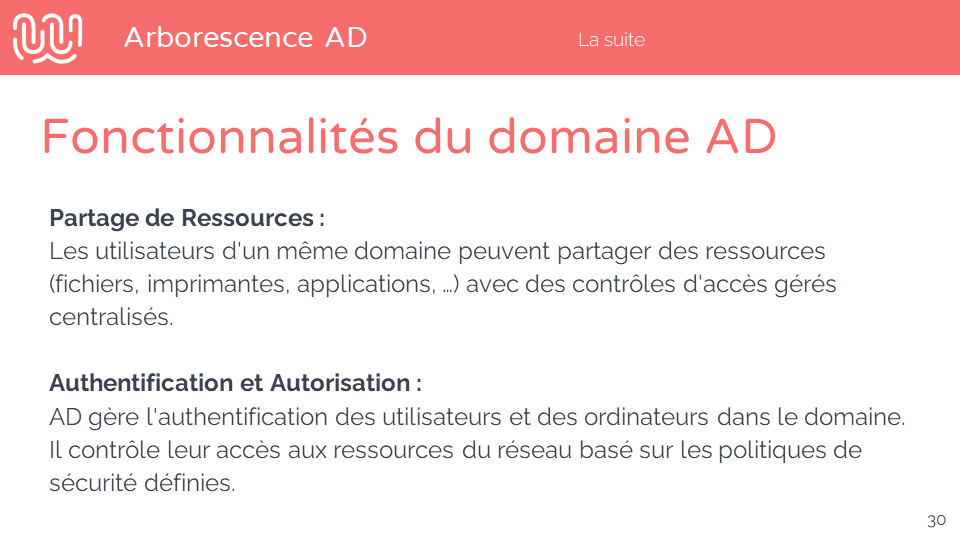 Arborescence AD
La suite
Fonctionnalités du domaine AD
Partage de Ressources :
Les utilisateurs d'un même domaine peuvent partager des ressources
(fichiers, imprimantes, applications, …) avec des contrôles d'accès gérés
centralisés.
Authentification et Autorisation :
AD gère l'authentification des utilisateurs et des ordinateurs dans le domaine.
Il contrôle leur accès aux ressources du réseau basé sur les politiques de
sécurité définies.
30